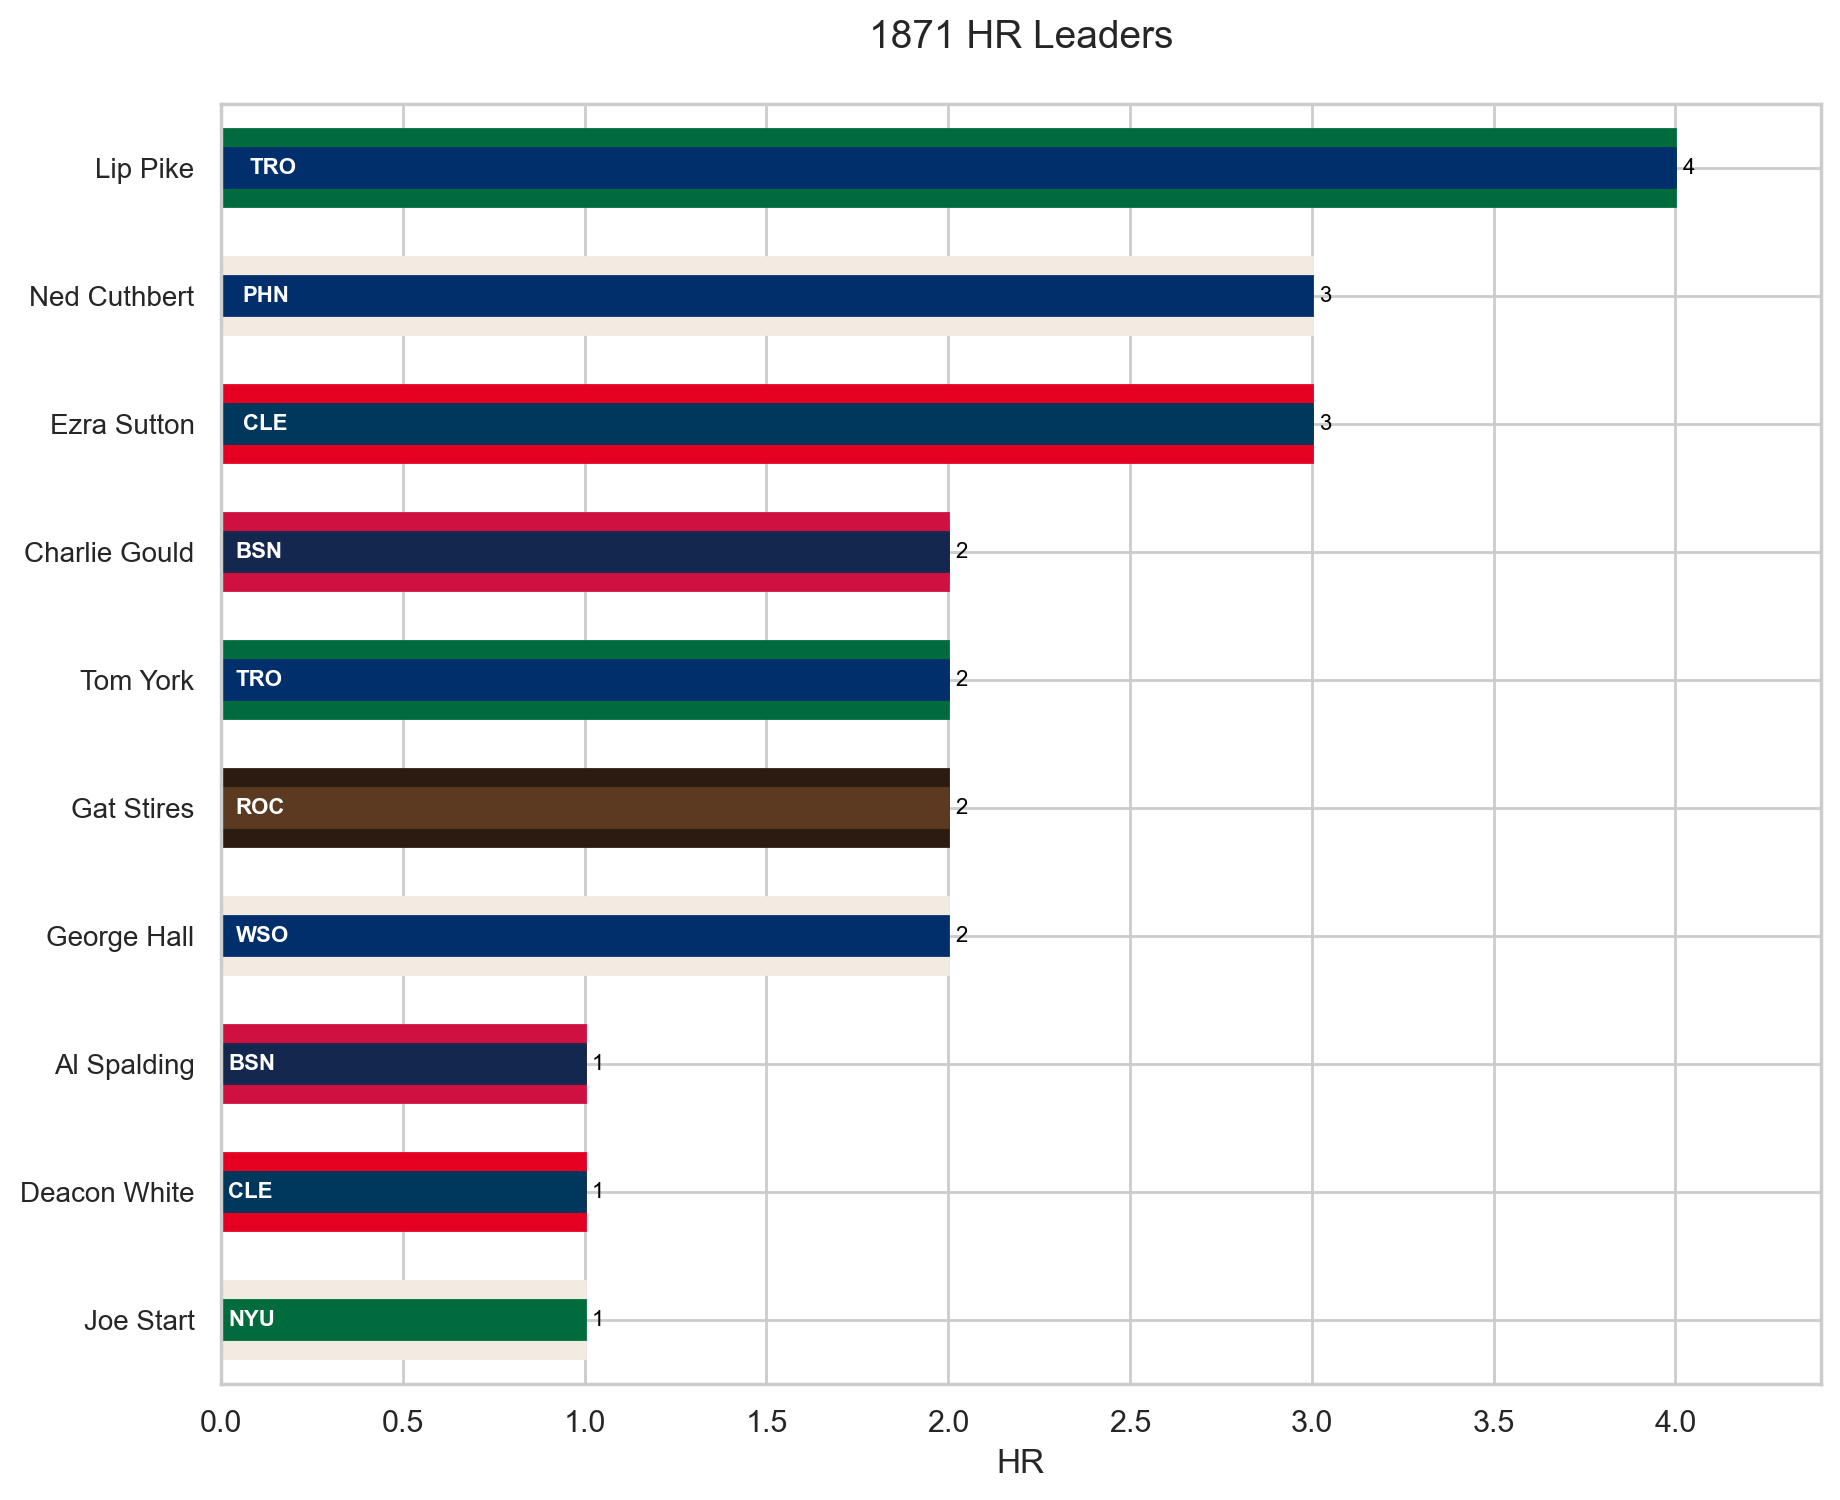 1871 HR Leaders
Lip Pike TRO 4
Ned Cuthbert PHN 3
Ezra Sutton CLE 3
Charlie Gould BSN 2
Tom York TRO 2
Gat Stires ROC 2
George Hall WSO 2
Al Spalding BSN 1
Deacon White CLE 1
Joe Start NYU 1
0.0 0.5 1.0 1.5 2.0 2.5 3.0 3.5 4.0
HR